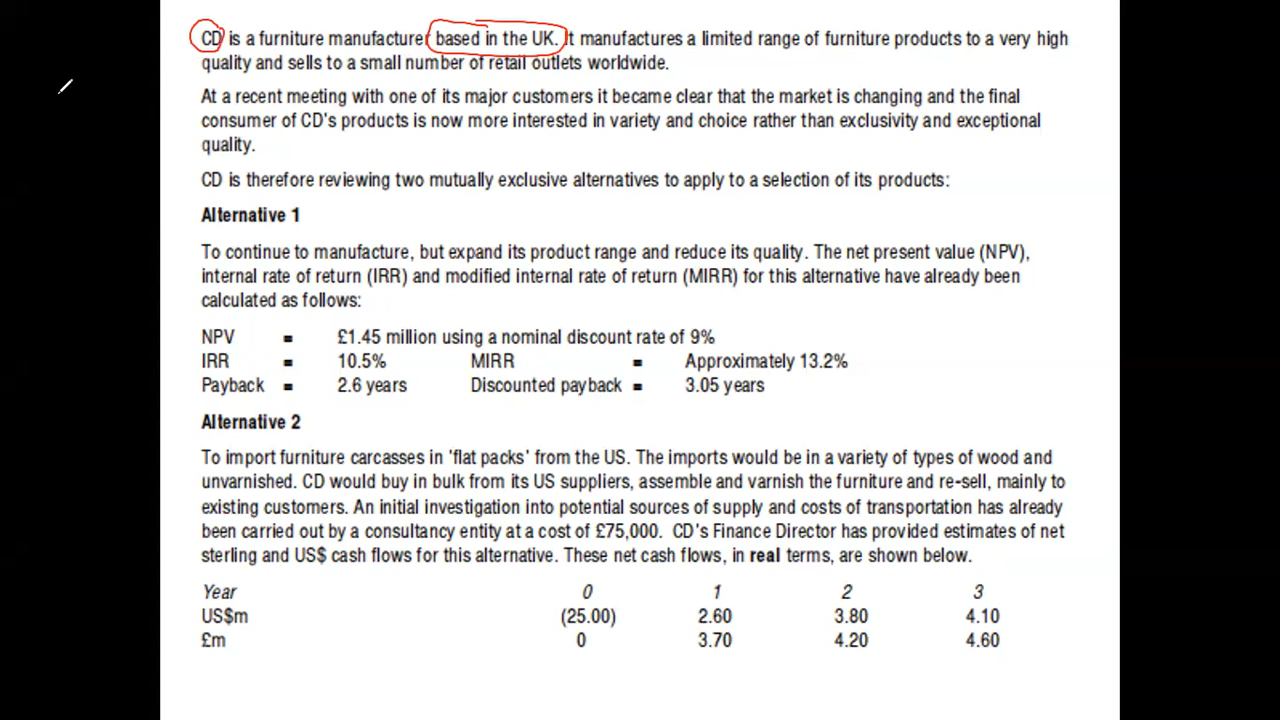 CD is a furniture manufacturer based in the UK. It manufactures a limited range of furniture products to a very high
quality and sells to a small number of retail outlets worldwide.
At a recent meeting with one of its major customers it became clear that the market is changing and the final
consumer of CD's products is now more interested in variety and choice rather than exclusivity and exceptional
quality.
CD is therefore reviewing two mutually exclusive alternatives to apply to a selection of its products:
Alternative 1
To continue to manufacture, but expand its product range and reduce its quality. The net present value (NPV),
internal rate of return (IRR) and modified internal rate of return (MIRR) for this alternative have already been
calculated as follows:
NPV = £1.45 million using a nominal discount rate of 9%
IRR = 10.5% MIRR = Approximately 13.2%
Payback = 2.6 years Discounted payback = 3.05 years
Alternative 2
To import furniture carcasses in 'flat packs' from the US. The imports would be in a variety of types of wood and
unvarnished. CD would buy in bulk from its US suppliers, assemble and varnish the furniture and re-sell, mainly to
existing customers. An initial investigation into potential sources of supply and costs of transportation has already
been carried out by a consultancy entity at a cost of £75,000. CD's Finance Director has provided estimates of net
sterling and US$ cash flows for this alternative. These net cash flows, in real terms, are shown below.
Year 0 1 2 3
US$m (25.00) 2.60 3.80 4.10
£m 0 3.70 4.20 4.60